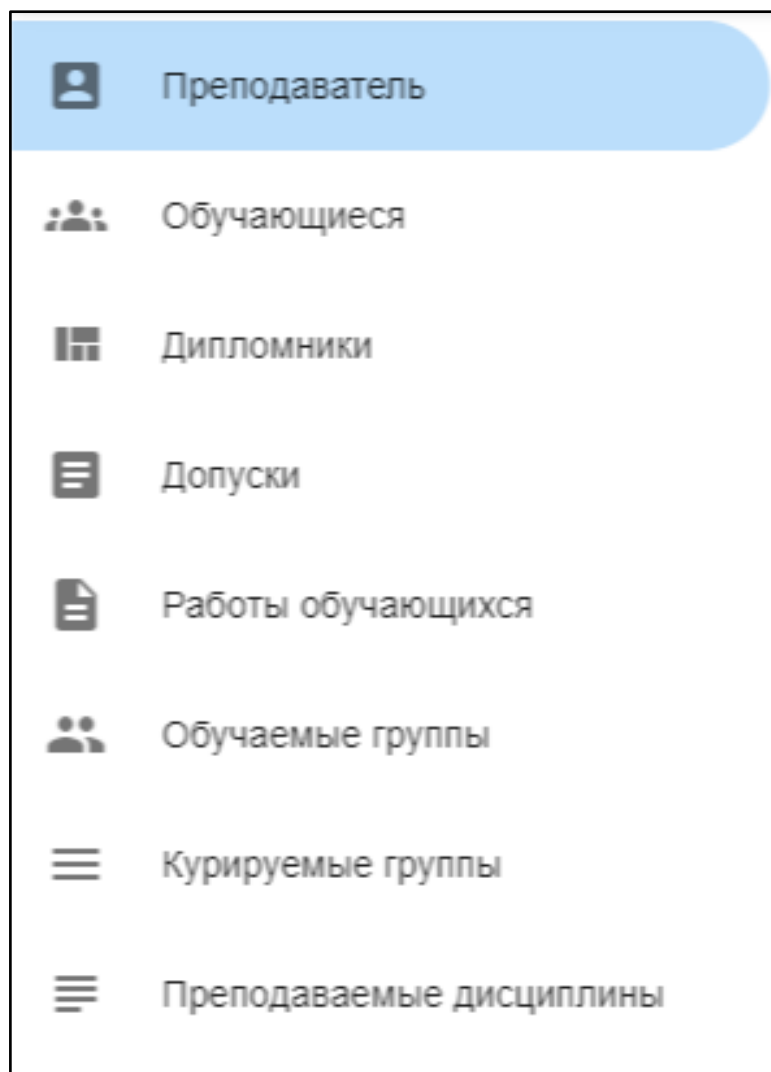 Преподаватель
Обучающиеся
Дипломники
Допуски
Работы обучающихся
Обучаемые группы
Курируемые группы
Преподаваемые дисциплины